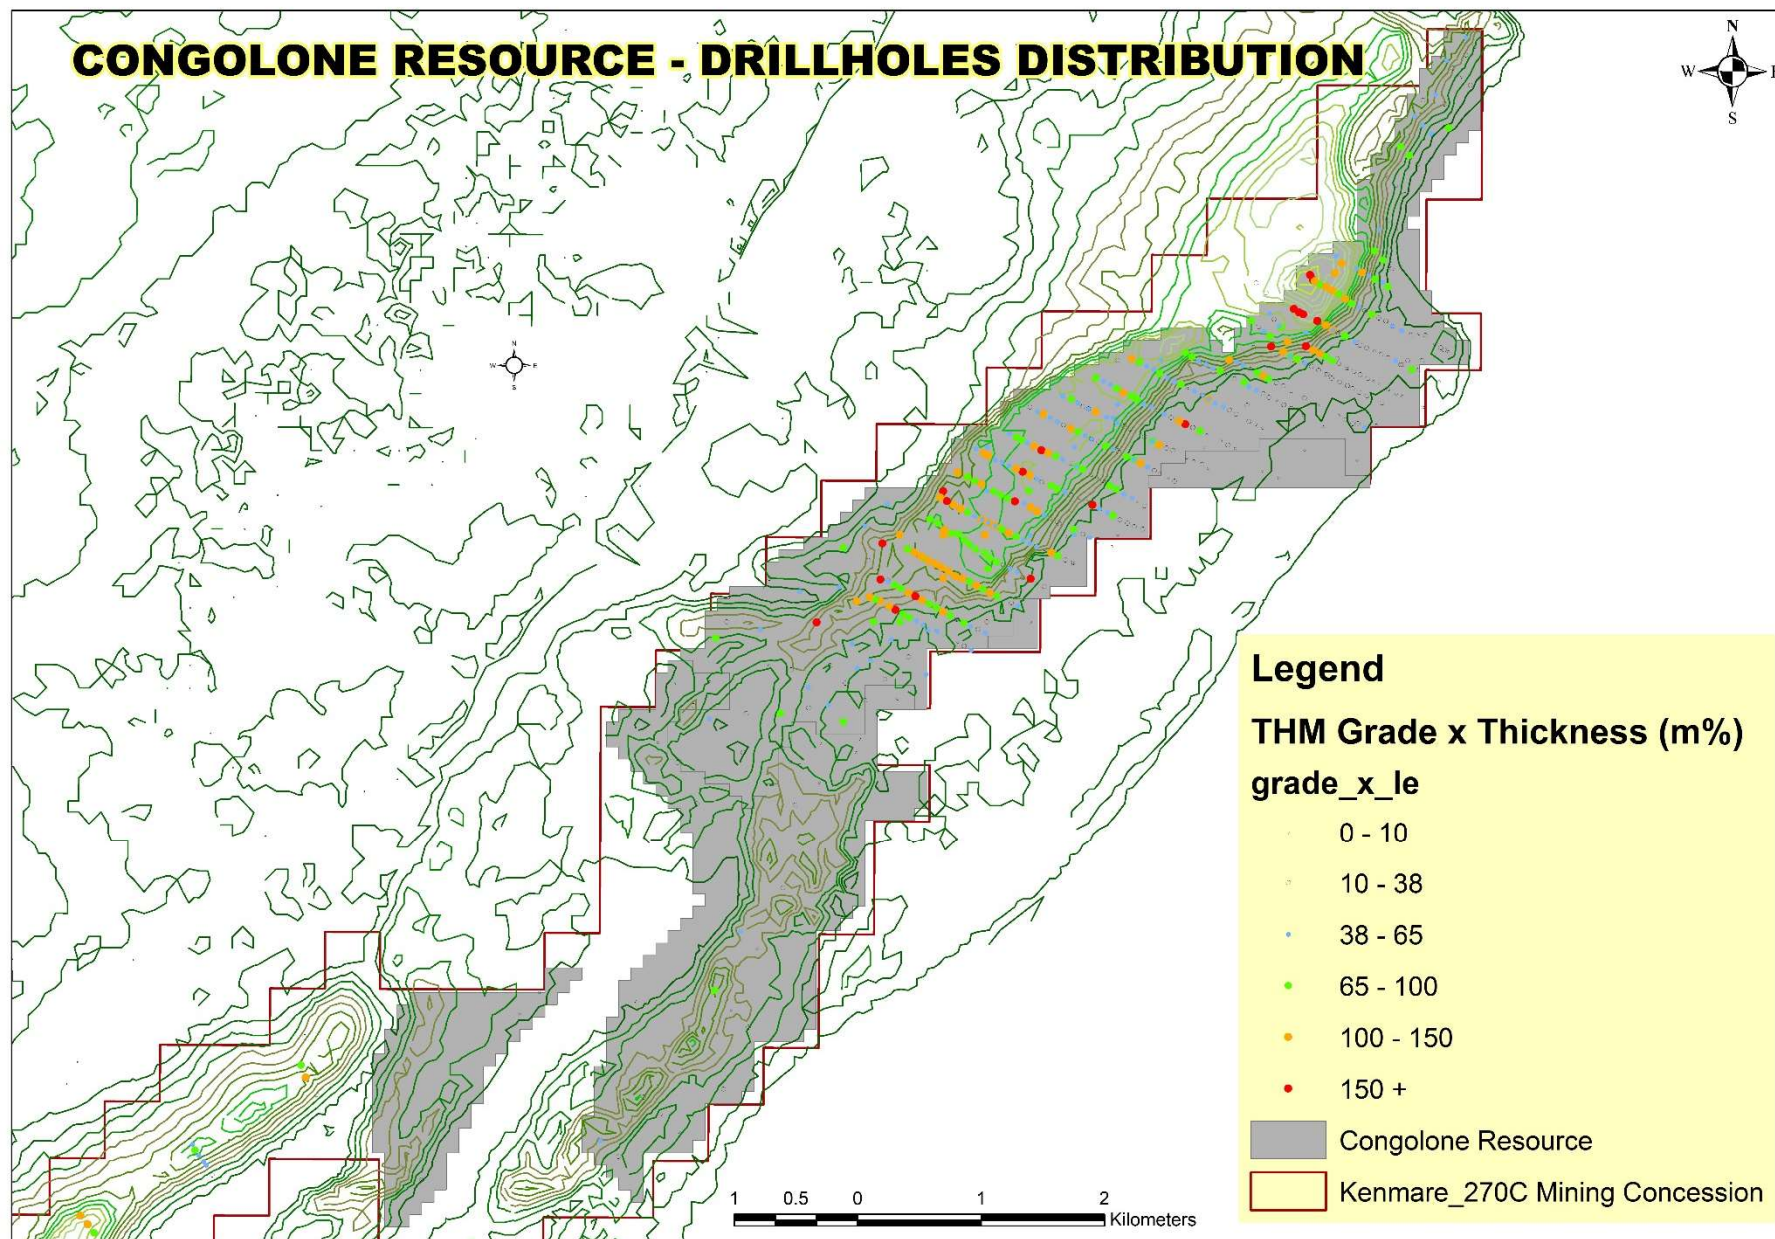 CONGOLONE RESOURCE - DRILLHOLES DISTRIBUTION
N
W E
S
N
W E
S
Legend
THM Grade x Thickness (m%)
grade_x_le
0 - 10
10 - 38
38 - 65
65 - 100
100 - 150
150 +
Congolone Resource
Kenmare_270C Mining Concession
1 0.5 0 1 2
Kilometers